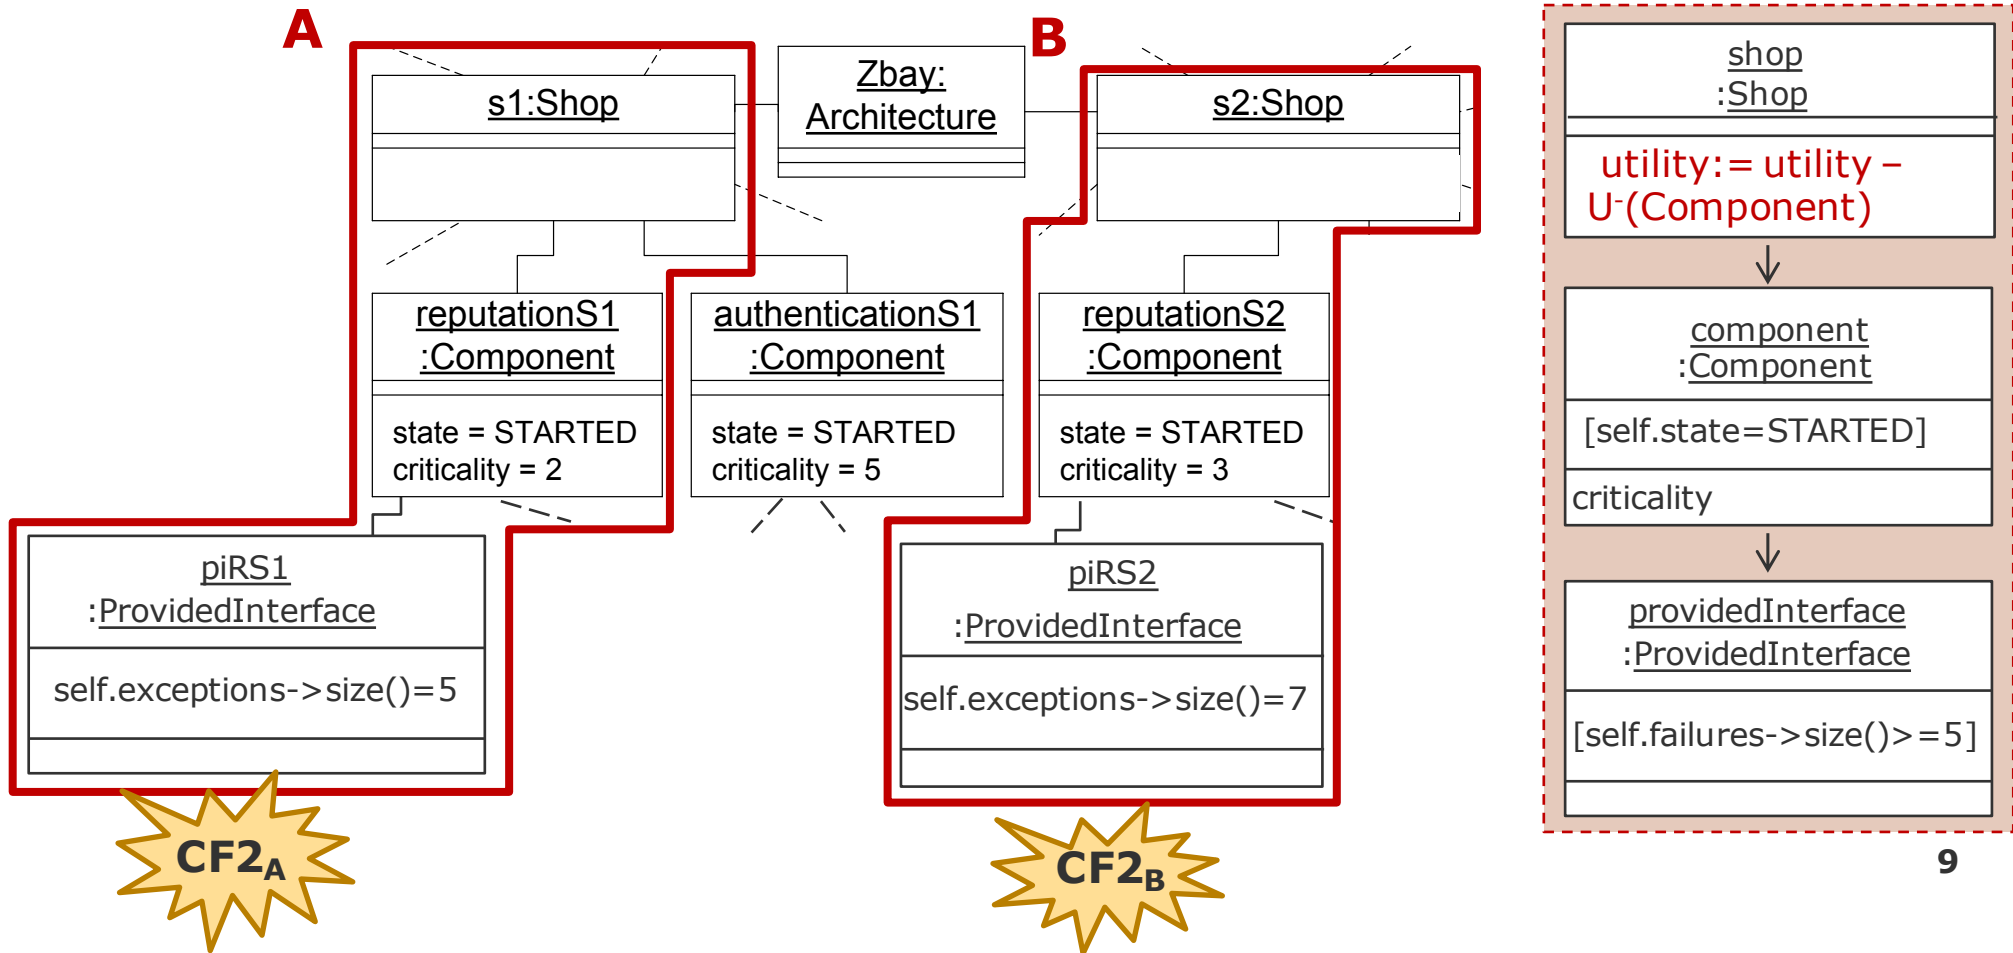 A
s1:Shop
Zbay:
Architecture
B
s2:Shop
reputationS1
:Component
state = STARTED
criticality = 2
authenticationS1
:Component
state = STARTED
criticality = 5
reputationS2
:Component
state = STARTED
criticality = 3
piRS1
:ProvidedInterface
self.exceptions->size()=5
piRS2
:ProvidedInterface
self.exceptions->size()=7
CF2A
CF2B
shop
:Shop
utility:= utility –
U-(Component)
component
:Component
[self.state=STARTED]
criticality
providedInterface
:ProvidedInterface
[self.failures->size()>=5]
9